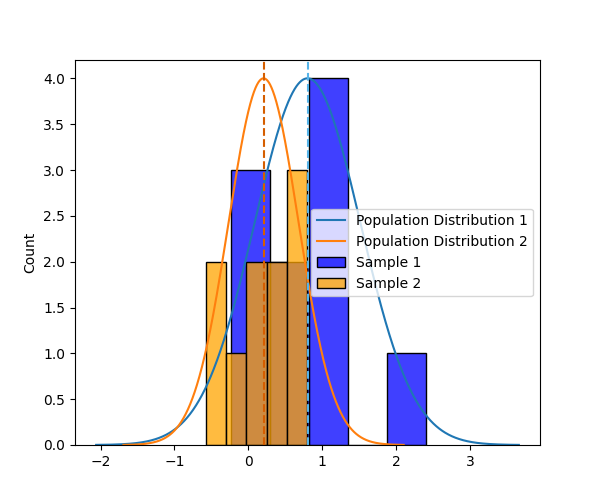 4.0
3.5
3.0
2.5
2.0
1.5
1.0
0.5
0.0
Count
Population Distribution 1
Population Distribution 2
Sample 1
Sample 2
−2 −1 0 1 2 3